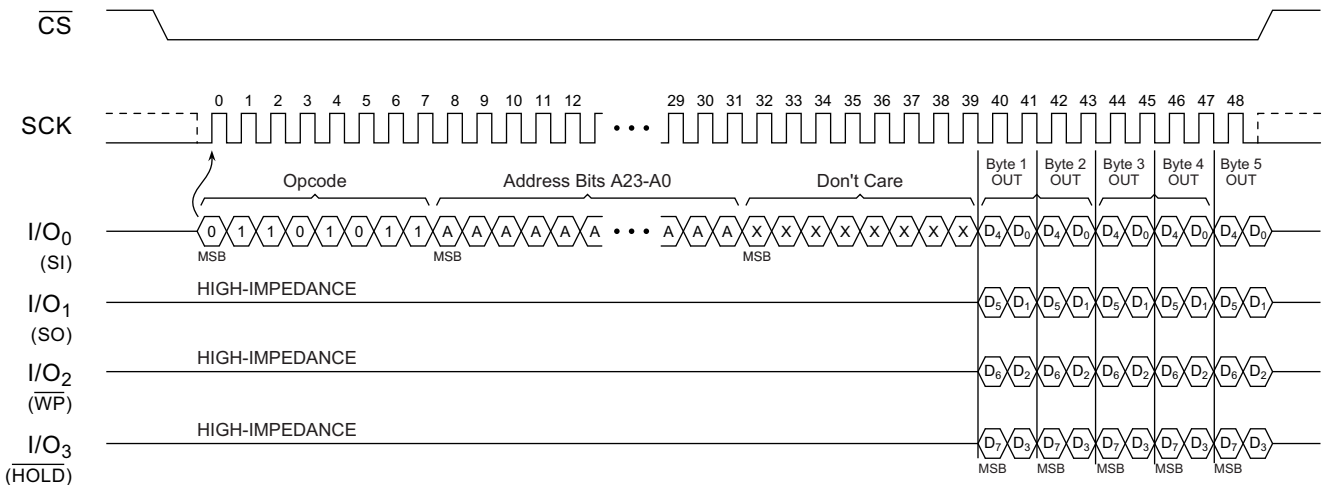 CS
SCK
0 1 2 3 4 5 6 7 8 9 10 11 12 29 30 31 32 33 34 35 36 37 38 39 40 41 42 43 44 45 46 47 48
Opcode Address Bits A23-A0 Don't Care Byte 1 OUT Byte 2 OUT Byte 3 OUT Byte 4 OUT Byte 5 OUT
I/O0 (SI)
0 1 1 0 1 0 1 1 A A A A A A • • • A A A X X X X X X X X D4 D0 D4 D0 D4 D0 D4 D0 D4 D0
MSB MSB MSB
I/O1 (SO)
HIGH-IMPEDANCE
D5 D1 D5 D1 D5 D1 D5 D1 D5 D1
I/O2 (WP)
HIGH-IMPEDANCE
D6 D2 D6 D2 D6 D2 D6 D2 D6 D2
I/O3 (HOLD)
HIGH-IMPEDANCE
D7 D3 D7 D3 D7 D3 D7 D3 D7 D3
MSB MSB MSB MSB MSB